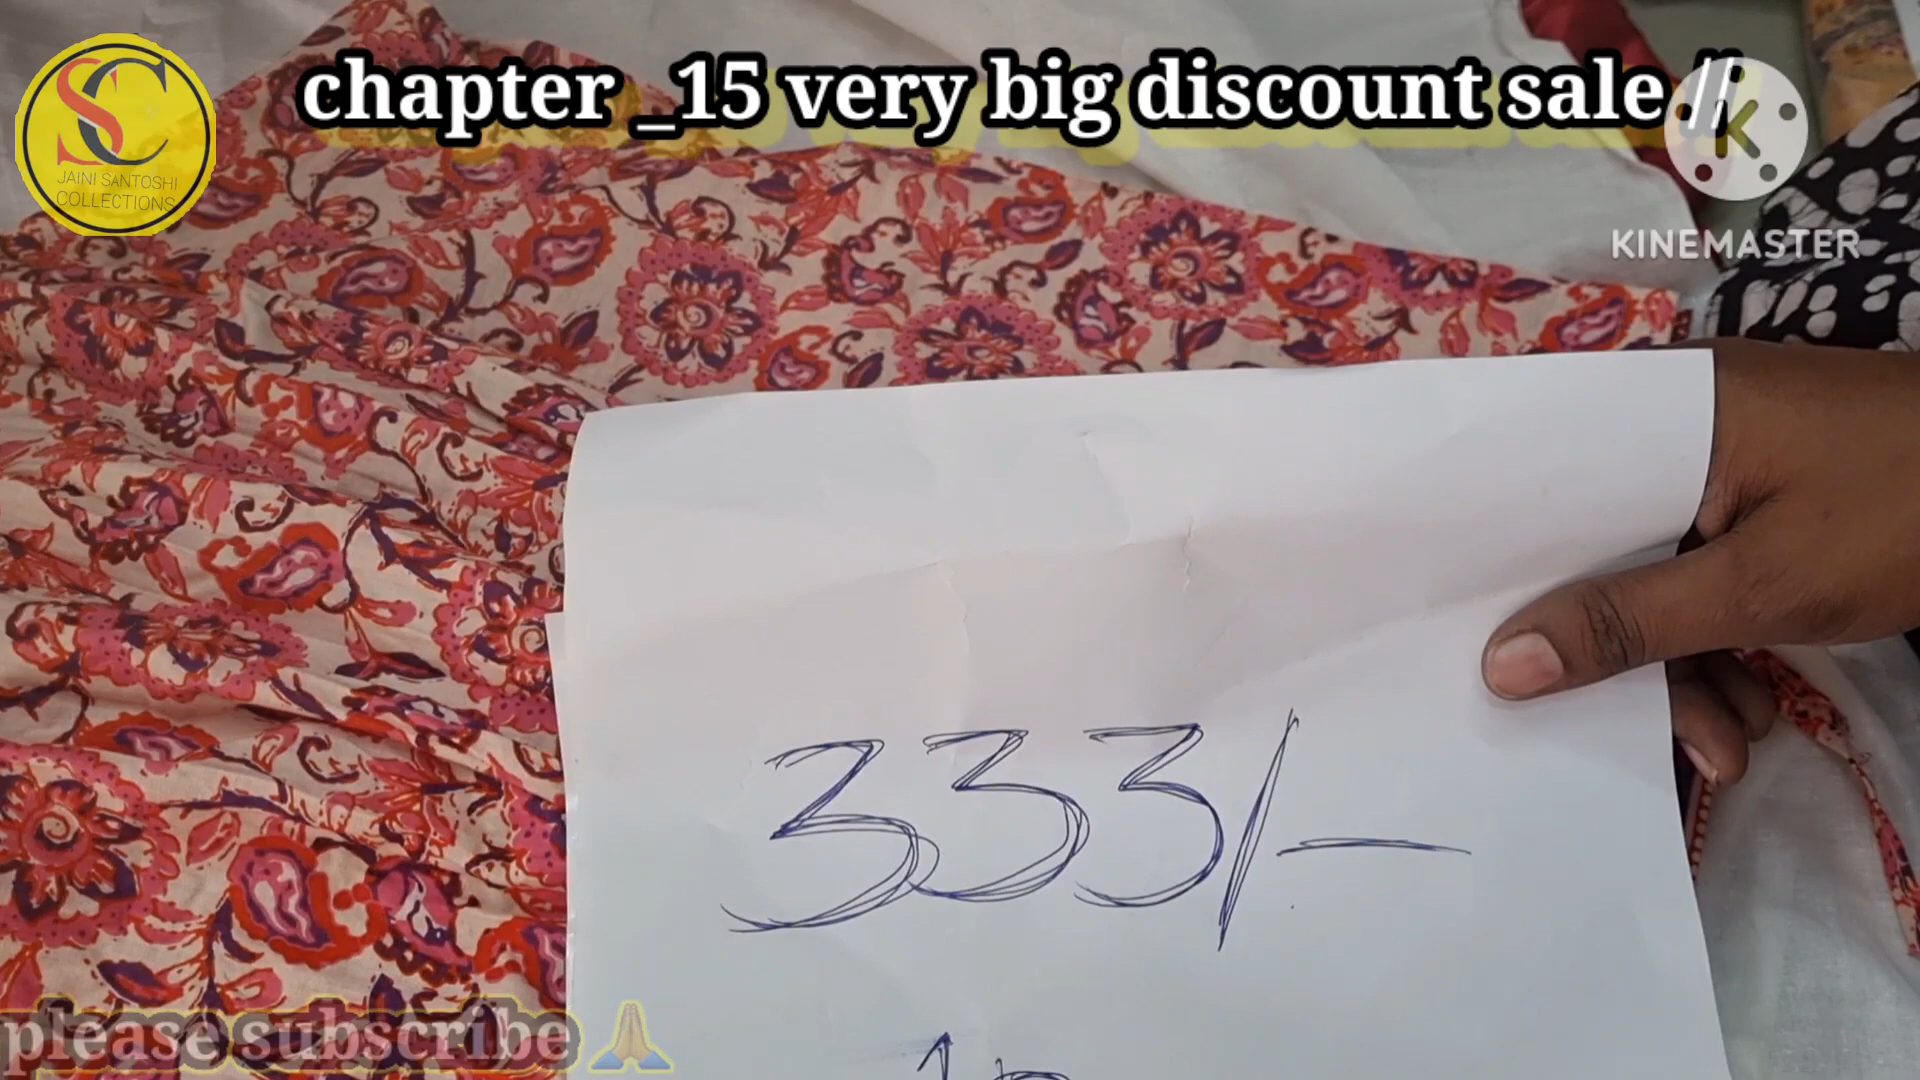 chapter _15 very big discount sale //
SC
JAINI SANTOSHI
COLLECTIONS
K
KINEMASTER
333/-
please subscribe🙏